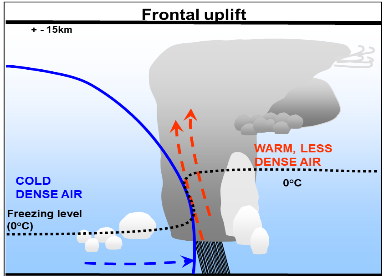 Frontal uplift
+ - 15km
WARM, LESS
DENSE AIR
COLD
DENSE AIR
0°C
Freezing level
(0°C)